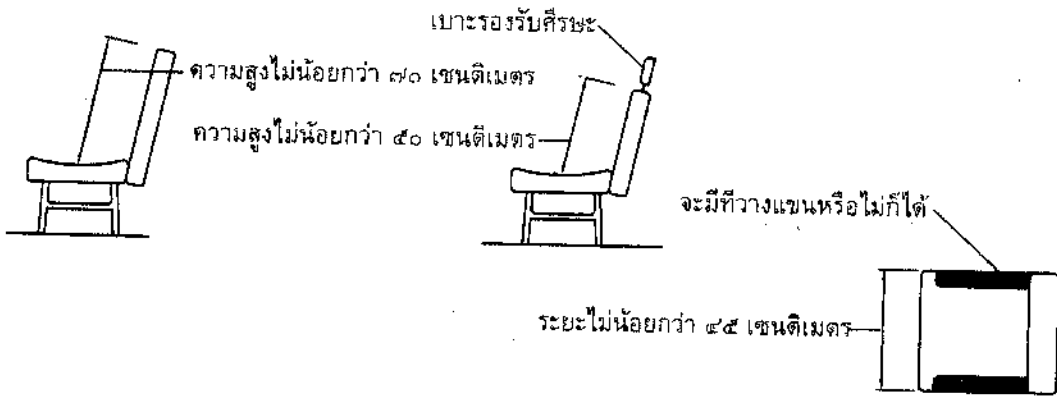 เบาะรองรับศีรษะ
ความสูงไม่น้อยกว่า ๗๐ เซนติเมตร
ความสูงไม่น้อยกว่า ๕๐ เซนติเมตร
จะมีที่วางแขนหรือไม่ก็ได้
ระยะไม่น้อยกว่า ๔๕ เซนติเมตร